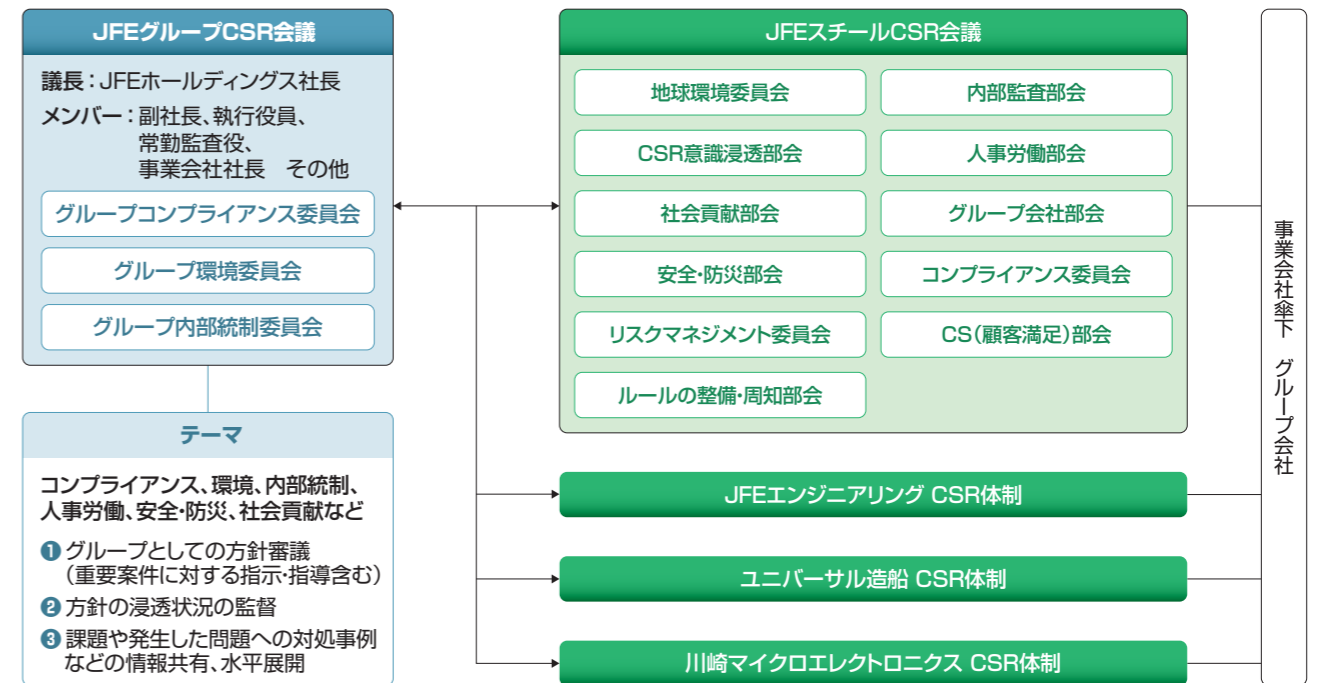 JFEグループCSR会議
議長：JFEホールディングス社長
メンバー：副社長、執行役員、
常勤監査役、
事業会社社長　その他
グループコンプライアンス委員会
グループ環境委員会
グループ内部統制委員会
テーマ
コンプライアンス、環境、内部統制、
人事労働、安全・防災、社会貢献など
❶ グループとしての方針審議
（重要案件に対する指示・指導含む）
❷ 方針の浸透状況の監督
❸ 課題や発生した問題への対処事例
などの情報共有、水平展開
JFEスチールCSR会議
地球環境委員会
内部監査部会
CSR意識浸透部会
人事労働部会
社会貢献部会
グループ会社部会
安全・防災部会
コンプライアンス委員会
リスクマネジメント委員会
CS（顧客満足）部会
ルールの整備・周知部会
JFEエンジニアリング CSR体制
ユニバーサル造船 CSR体制
川崎マイクロエレクトロニクス CSR体制
事業会社傘下　グループ会社